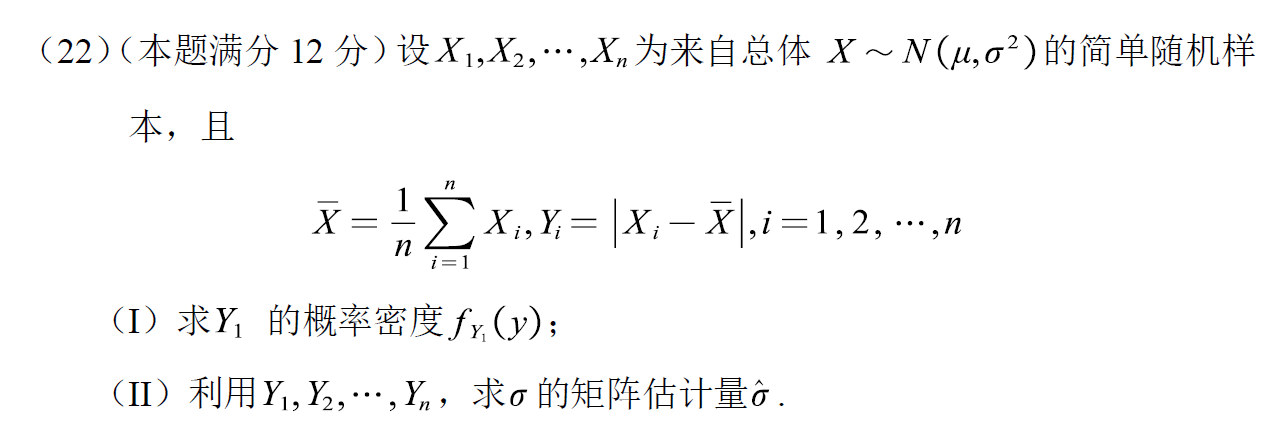 （22）（本题满分 12 分）设 X₁,X₂,⋯,Xₙ 为来自总体 X ～ N(μ,σ²) 的简单随机样
本，且
X̄ = \frac{1}{n} \sum_{i=1}^{n} Xᵢ, Yᵢ = |Xᵢ − X̄|, i = 1, 2, ⋯, n
（I）求 Y₁ 的概率密度 f_{Y₁}(y)；
（II）利用 Y₁, Y₂, ⋯, Yₙ，求 σ 的矩阵估计量 σ̂ .